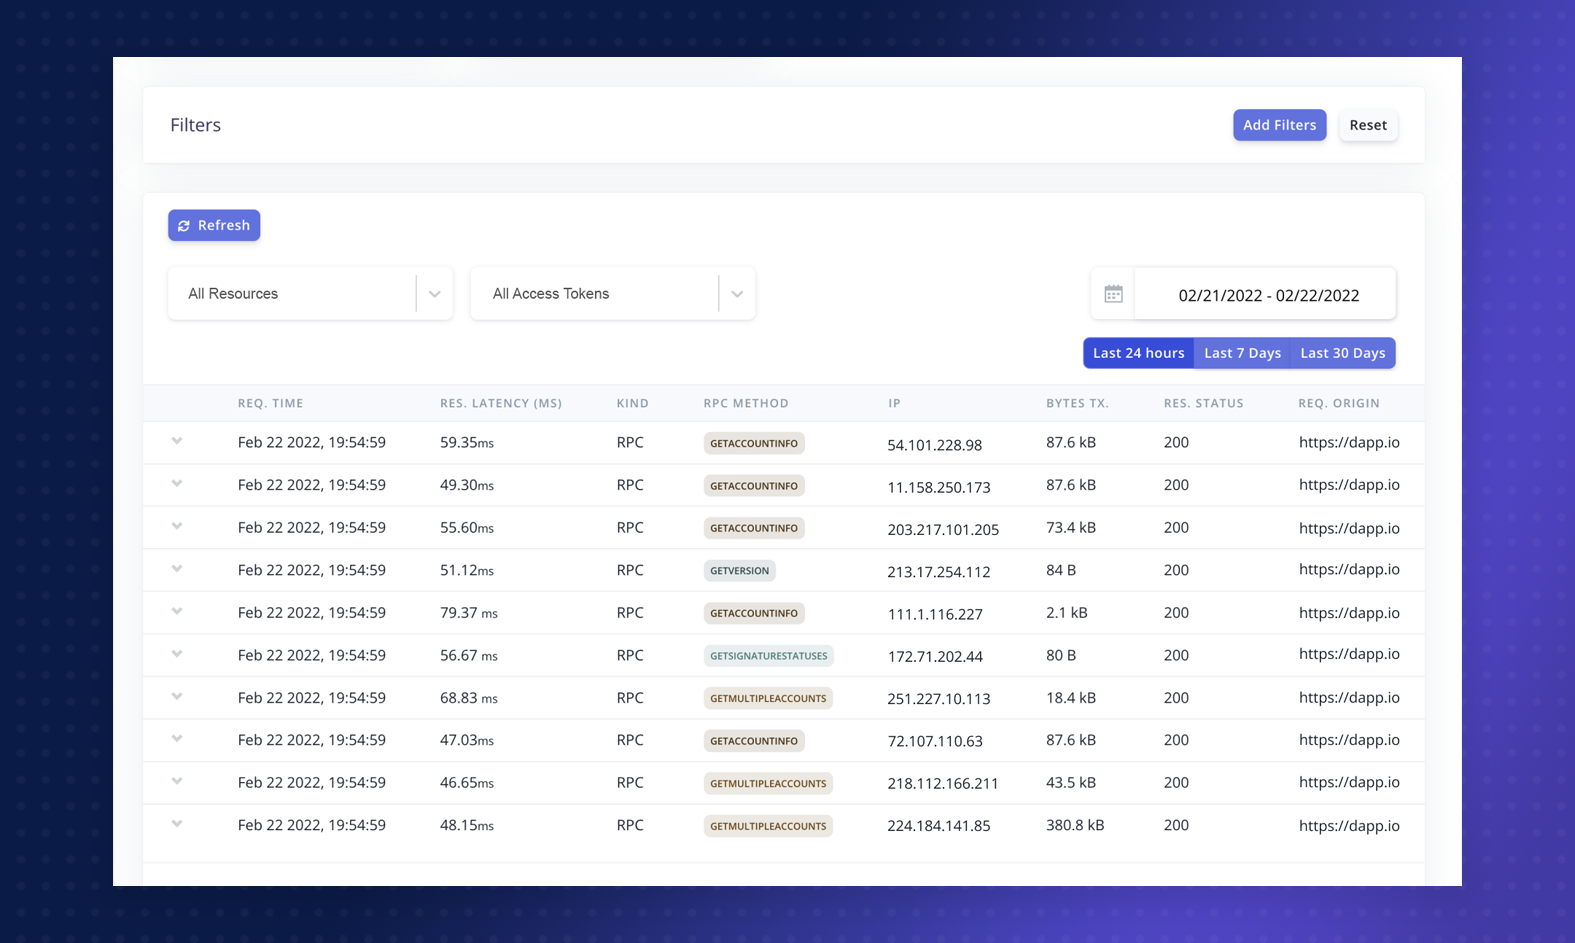 Filters
Add Filters Reset
Refresh
All Resources All Access Tokens 02/21/2022 - 02/22/2022
Last 24 hours Last 7 Days Last 30 Days
REQ. TIME RES. LATENCY (MS) KIND RPC METHOD IP BYTES TX. RES. STATUS REQ. ORIGIN
Feb 22 2022, 19:54:59 59.35ms RPC GETACCOUNTINFO 54.101.228.98 87.6 kB 200 https://dapp.io
Feb 22 2022, 19:54:59 49.30ms RPC GETACCOUNTINFO 11.158.250.173 87.6 kB 200 https://dapp.io
Feb 22 2022, 19:54:59 55.60ms RPC GETACCOUNTINFO 203.217.101.205 73.4 kB 200 https://dapp.io
Feb 22 2022, 19:54:59 51.12ms RPC GETVERSION 213.17.254.112 84 B 200 https://dapp.io
Feb 22 2022, 19:54:59 79.37 ms RPC GETACCOUNTINFO 111.1.116.227 2.1 kB 200 https://dapp.io
Feb 22 2022, 19:54:59 56.67 ms RPC GETSIGNATURESTATUSES 172.71.202.44 80 B 200 https://dapp.io
Feb 22 2022, 19:54:59 68.83 ms RPC GETMULTIPLEACCOUNTS 251.227.10.113 18.4 kB 200 https://dapp.io
Feb 22 2022, 19:54:59 47.03ms RPC GETACCOUNTINFO 72.107.110.63 87.6 kB 200 https://dapp.io
Feb 22 2022, 19:54:59 46.65ms RPC GETMULTIPLEACCOUNTS 218.112.166.211 43.5 kB 200 https://dapp.io
Feb 22 2022, 19:54:59 48.15ms RPC GETMULTIPLEACCOUNTS 224.184.141.85 380.8 kB 200 https://dapp.io